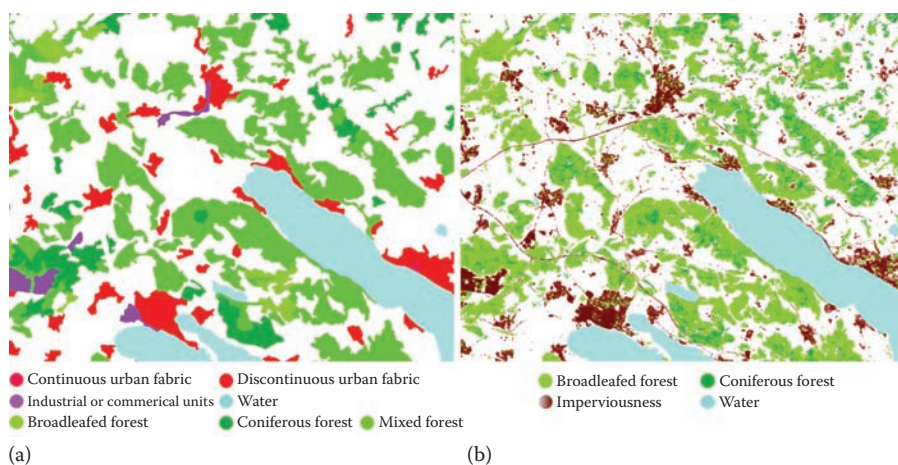 Continuous urban fabric Discontinuous urban fabric
Industrial or commerical units Water
Broadleafed forest Coniferous forest Mixed forest
Broadleafed forest Coniferous forest
Imperviousness Water
(a) (b)